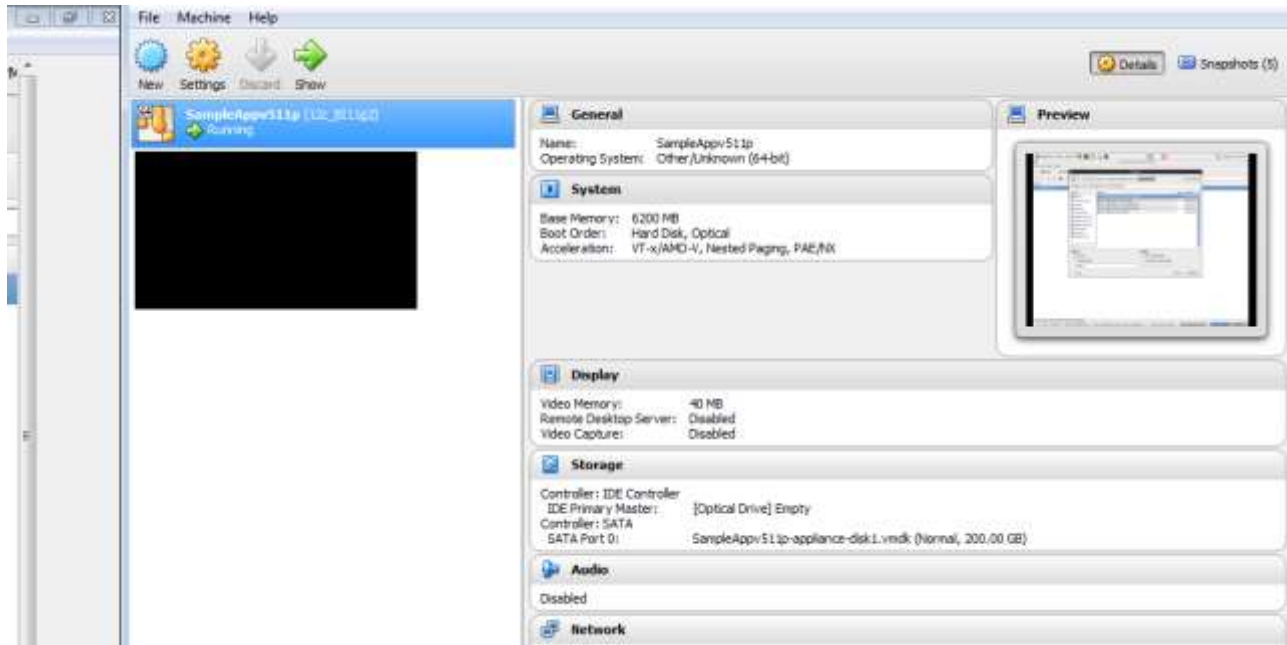 File Machine Help
New Settings Discard Show
Details Snapshots (5)
SampleAppv511p
Running
General
Name: SampleAppv511p
Operating System: Other/Unknown (64-bit)
System
Base Memory: 6200 MB
Boot Order: Hard Disk, Optical
Acceleration: VT-x/AMD-V, Nested Paging, PAE/NX
Preview
Display
Video Memory: 40 MB
Remote Desktop Server: Disabled
Video Capture: Disabled
Storage
Controller: IDE Controller
IDE Primary Master: [Optical Drive] Empty
Controller: SATA
SATA Port 0: SampleAppv511p-appliance-disk1.vmdk (Normal, 200.00 GB)
Audio
Disabled
Network